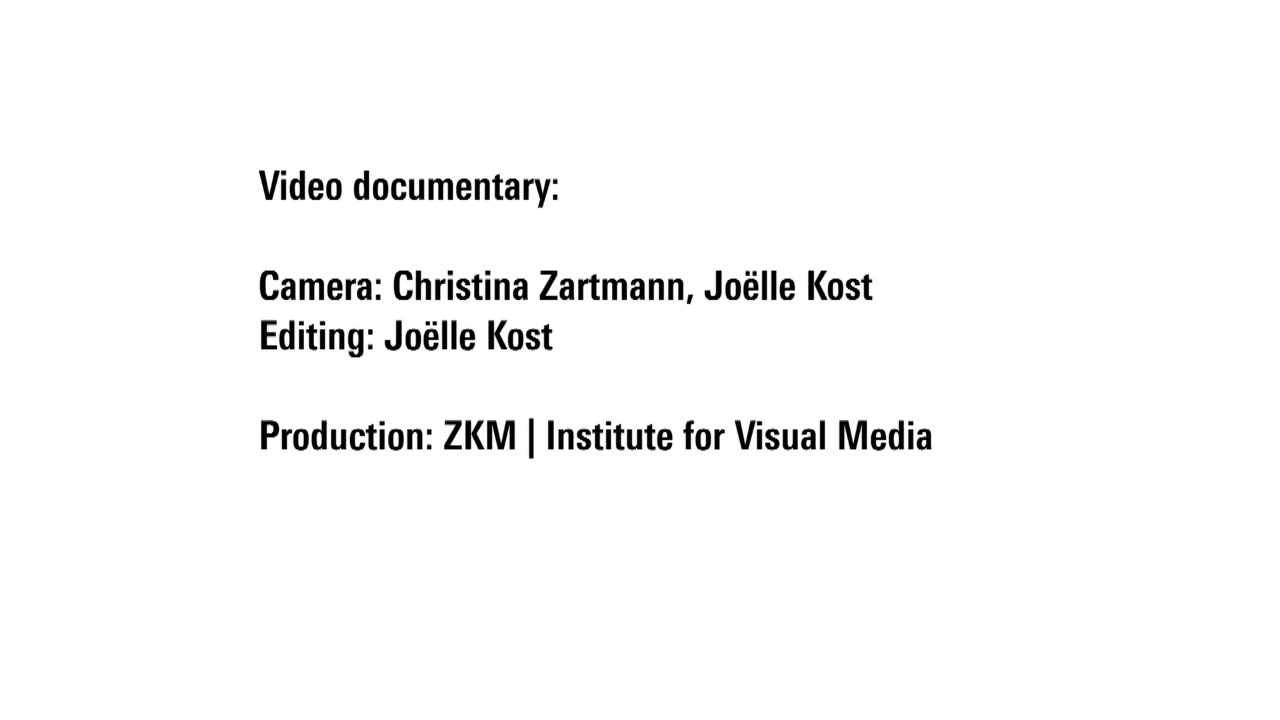 Video documentary:
Camera: Christina Zartmann, Joëlle Kost
Editing: Joëlle Kost
Production: ZKM | Institute for Visual Media